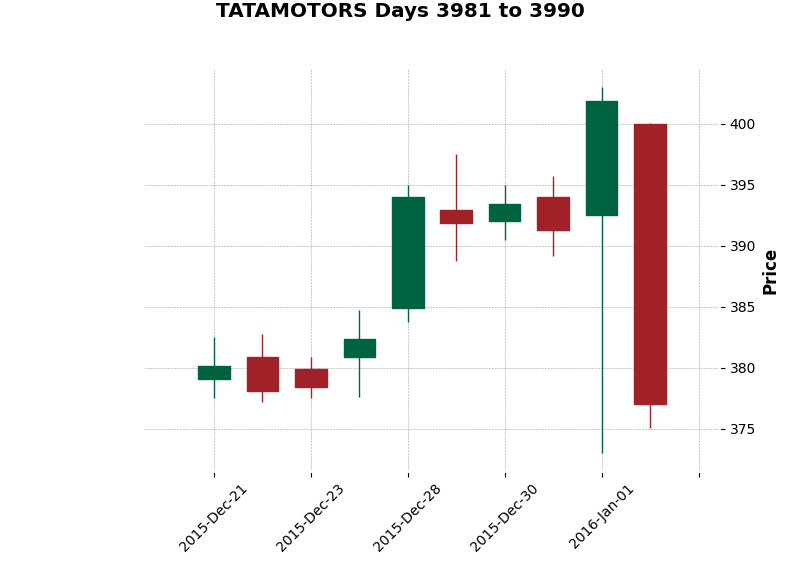 TATAMOTORS Days 3981 to 3990
400
395
390
385
380
375
Price
2015-Dec-21
2015-Dec-23
2015-Dec-28
2015-Dec-30
2016-Jan-01